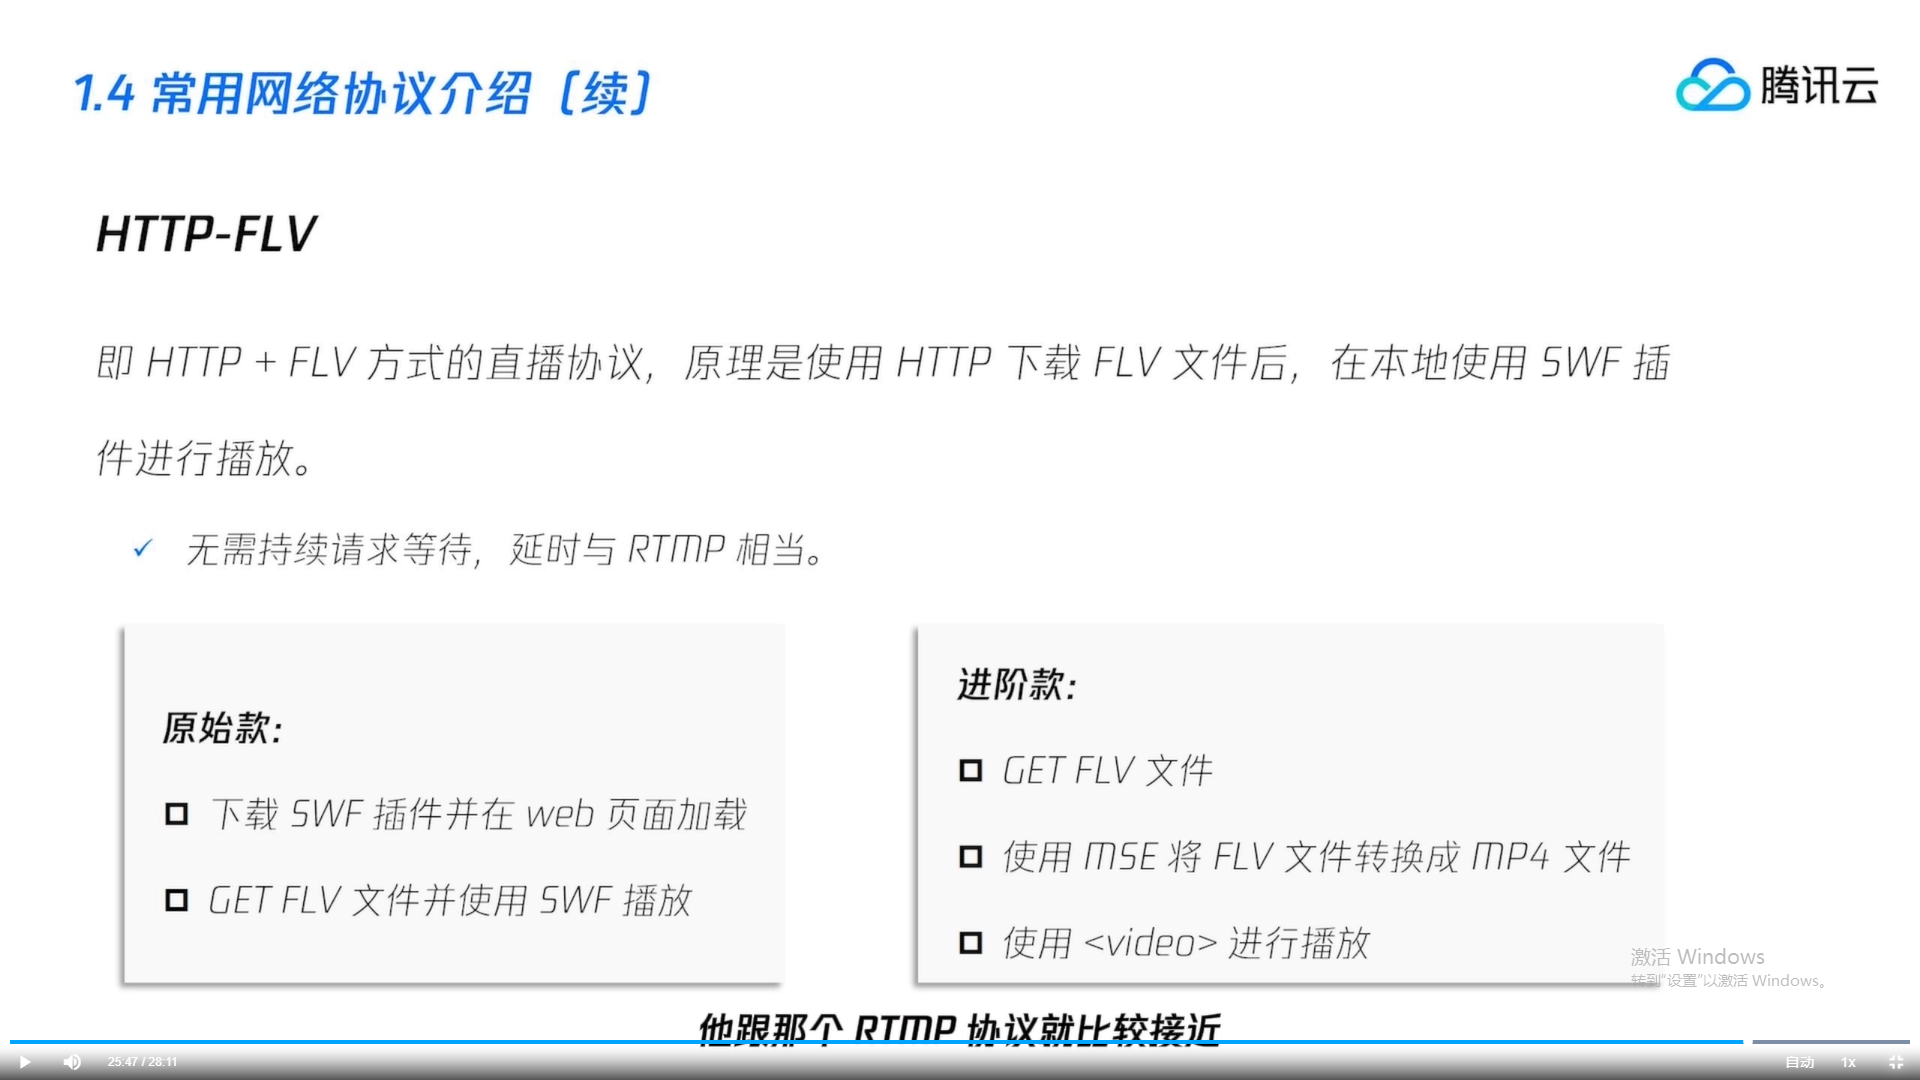 1.4 常用网络协议介绍（续）
腾讯云
HTTP-FLV
即 HTTP + FLV 方式的直播协议，原理是使用 HTTP 下载 FLV 文件后，在本地使用 SWF 插
件进行播放。
✓ 无需持续请求等待，延时与 RTMP 相当。
原始款：
下载 SWF 插件并在 web 页面加载
GET FLV 文件并使用 SWF 播放
进阶款：
GET FLV 文件
使用 MSE 将 FLV 文件转换成 MP4 文件
使用 <video> 进行播放
激活 Windows
转到“设置”以激活 Windows。
他跟那个 RTMP 协议就比较接近
25:47 / 28:11
自动 1x